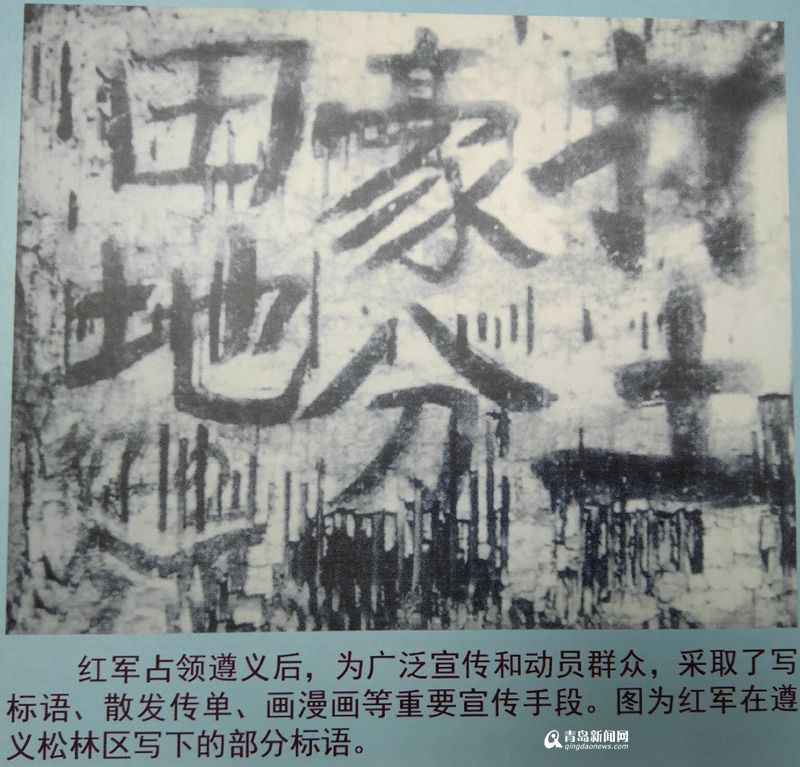 打土
豪分
田地
红军占领遵义后，为广泛宣传和动员群众，采取了写
标语、散发传单、画漫画等重要宣传手段。图为红军在遵
义松林区写下的部分标语。
青岛新闻网
qingdaonews.com